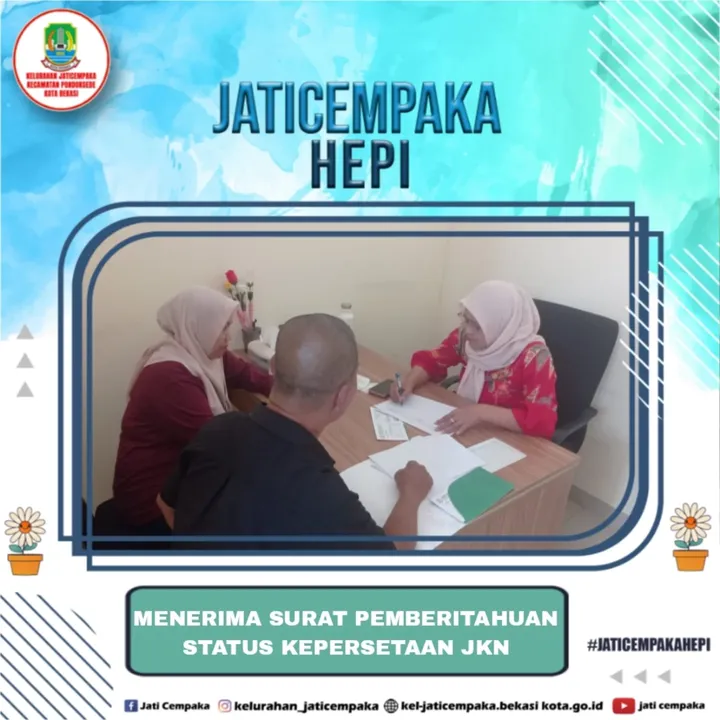 KELURAHAN JATICEMPAKA
KECAMATAN PONDOKGEDE
KOTA BEKASI
JATICEMPAKA
HEPI
MENERIMA SURAT PEMBERITAHUAN
STATUS KEPERSETAAN JKN
#JATICEMPAKAHEPI
Jati Cempaka kelurahan_jaticempaka kel-jaticempaka.bekasi kota.go.id jati cempaka